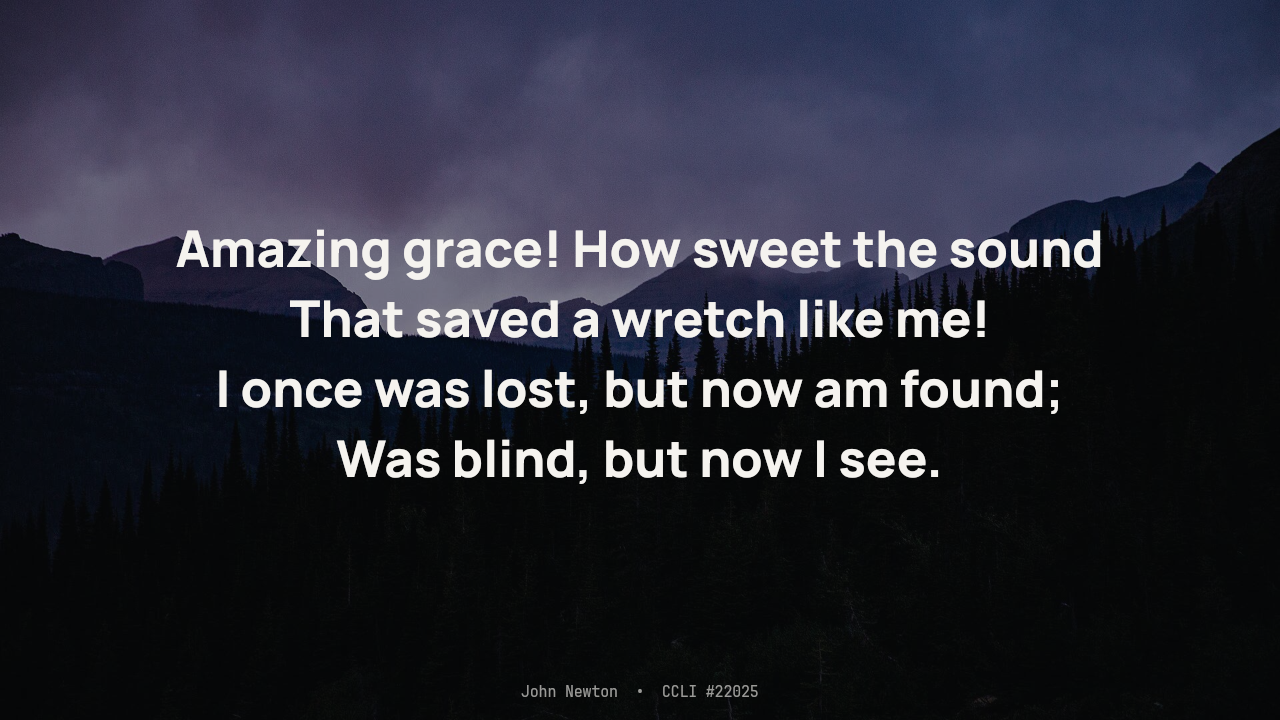 Amazing grace! How sweet the sound
That saved a wretch like me!
I once was lost, but now am found;
Was blind, but now I see.
John Newton • CCLI #22025